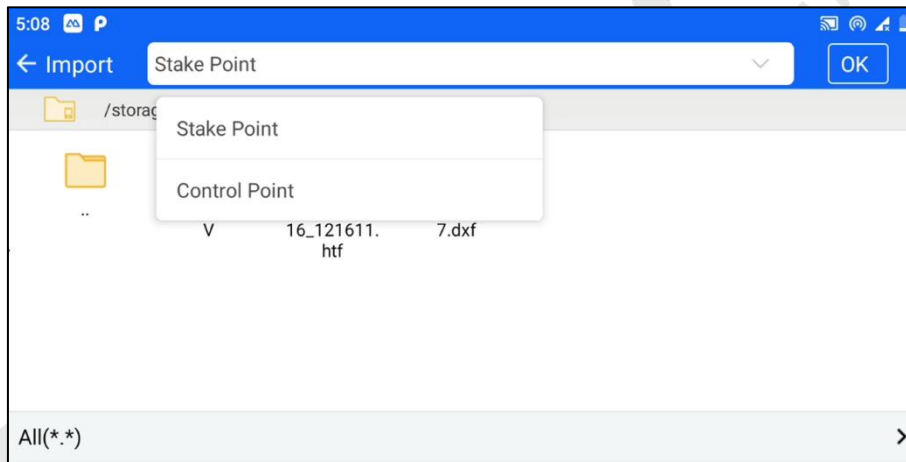 5:08
Import
Stake Point
OK
/storag
Stake Point
Control Point
..
V
16_121611.
htf
7.dxf
All(*.*)